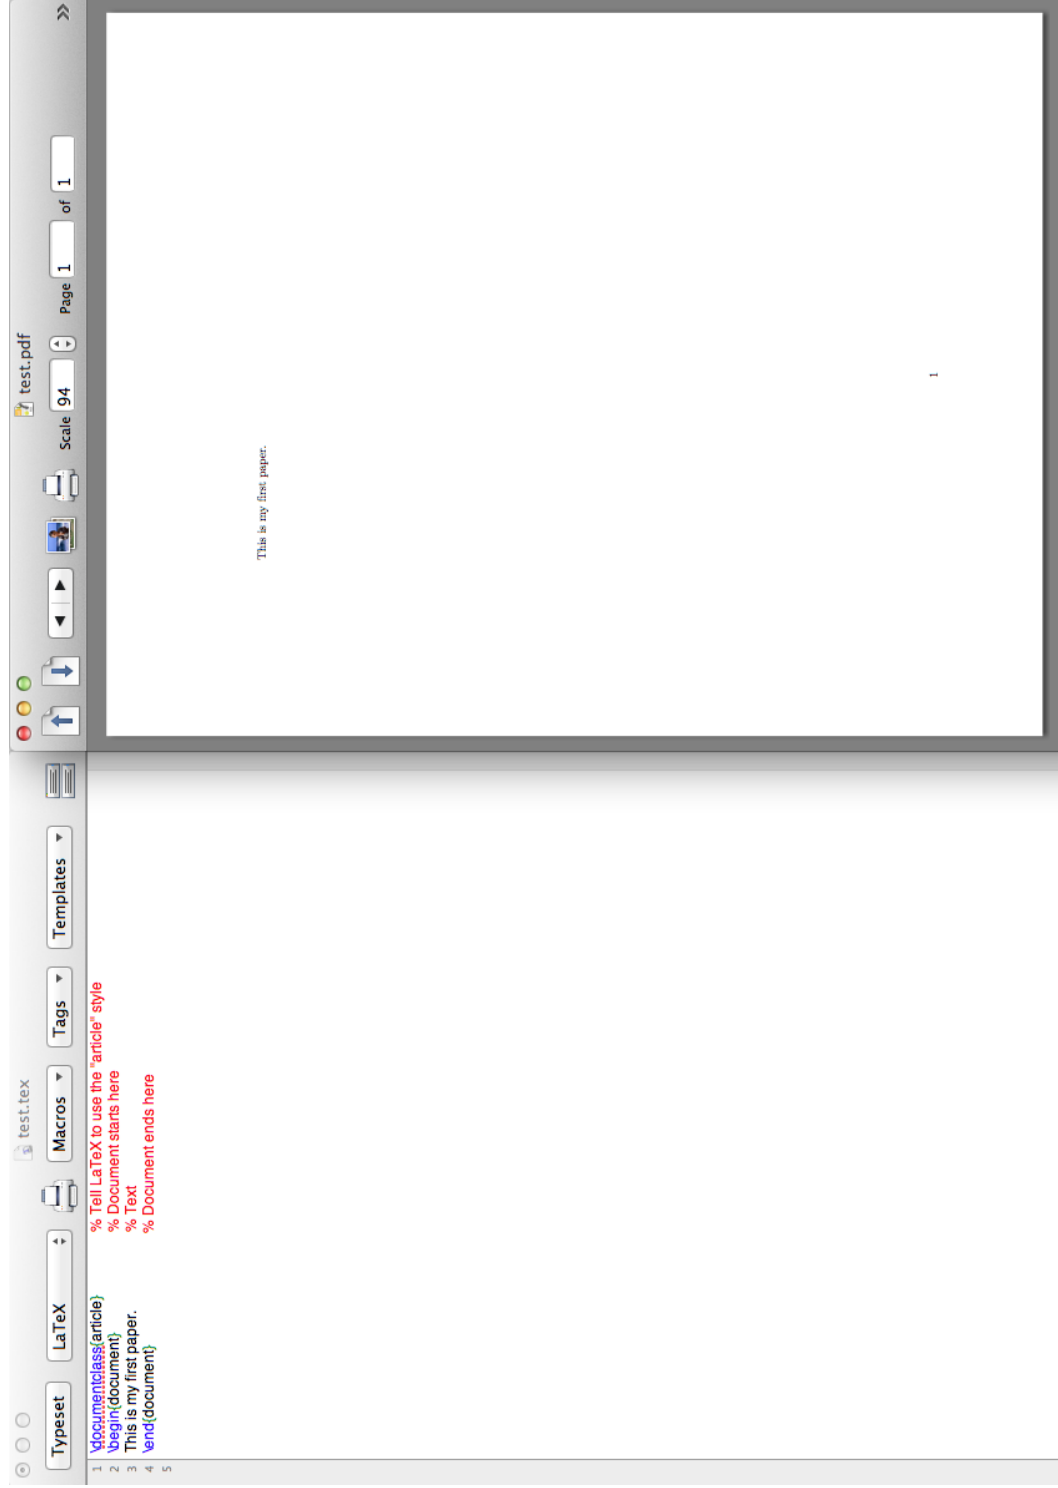 test.tex
Typeset
LaTeX
Macros
Tags
Templates
1 \documentclass{article} % Tell LaTeX to use the "article" style
2 \begin{document} % Document starts here
3 This is my first paper. % Text
4 \end{document} % Document ends here
5
test.pdf
Scale 94 Page 1 of 1 »
This is my first paper.
1